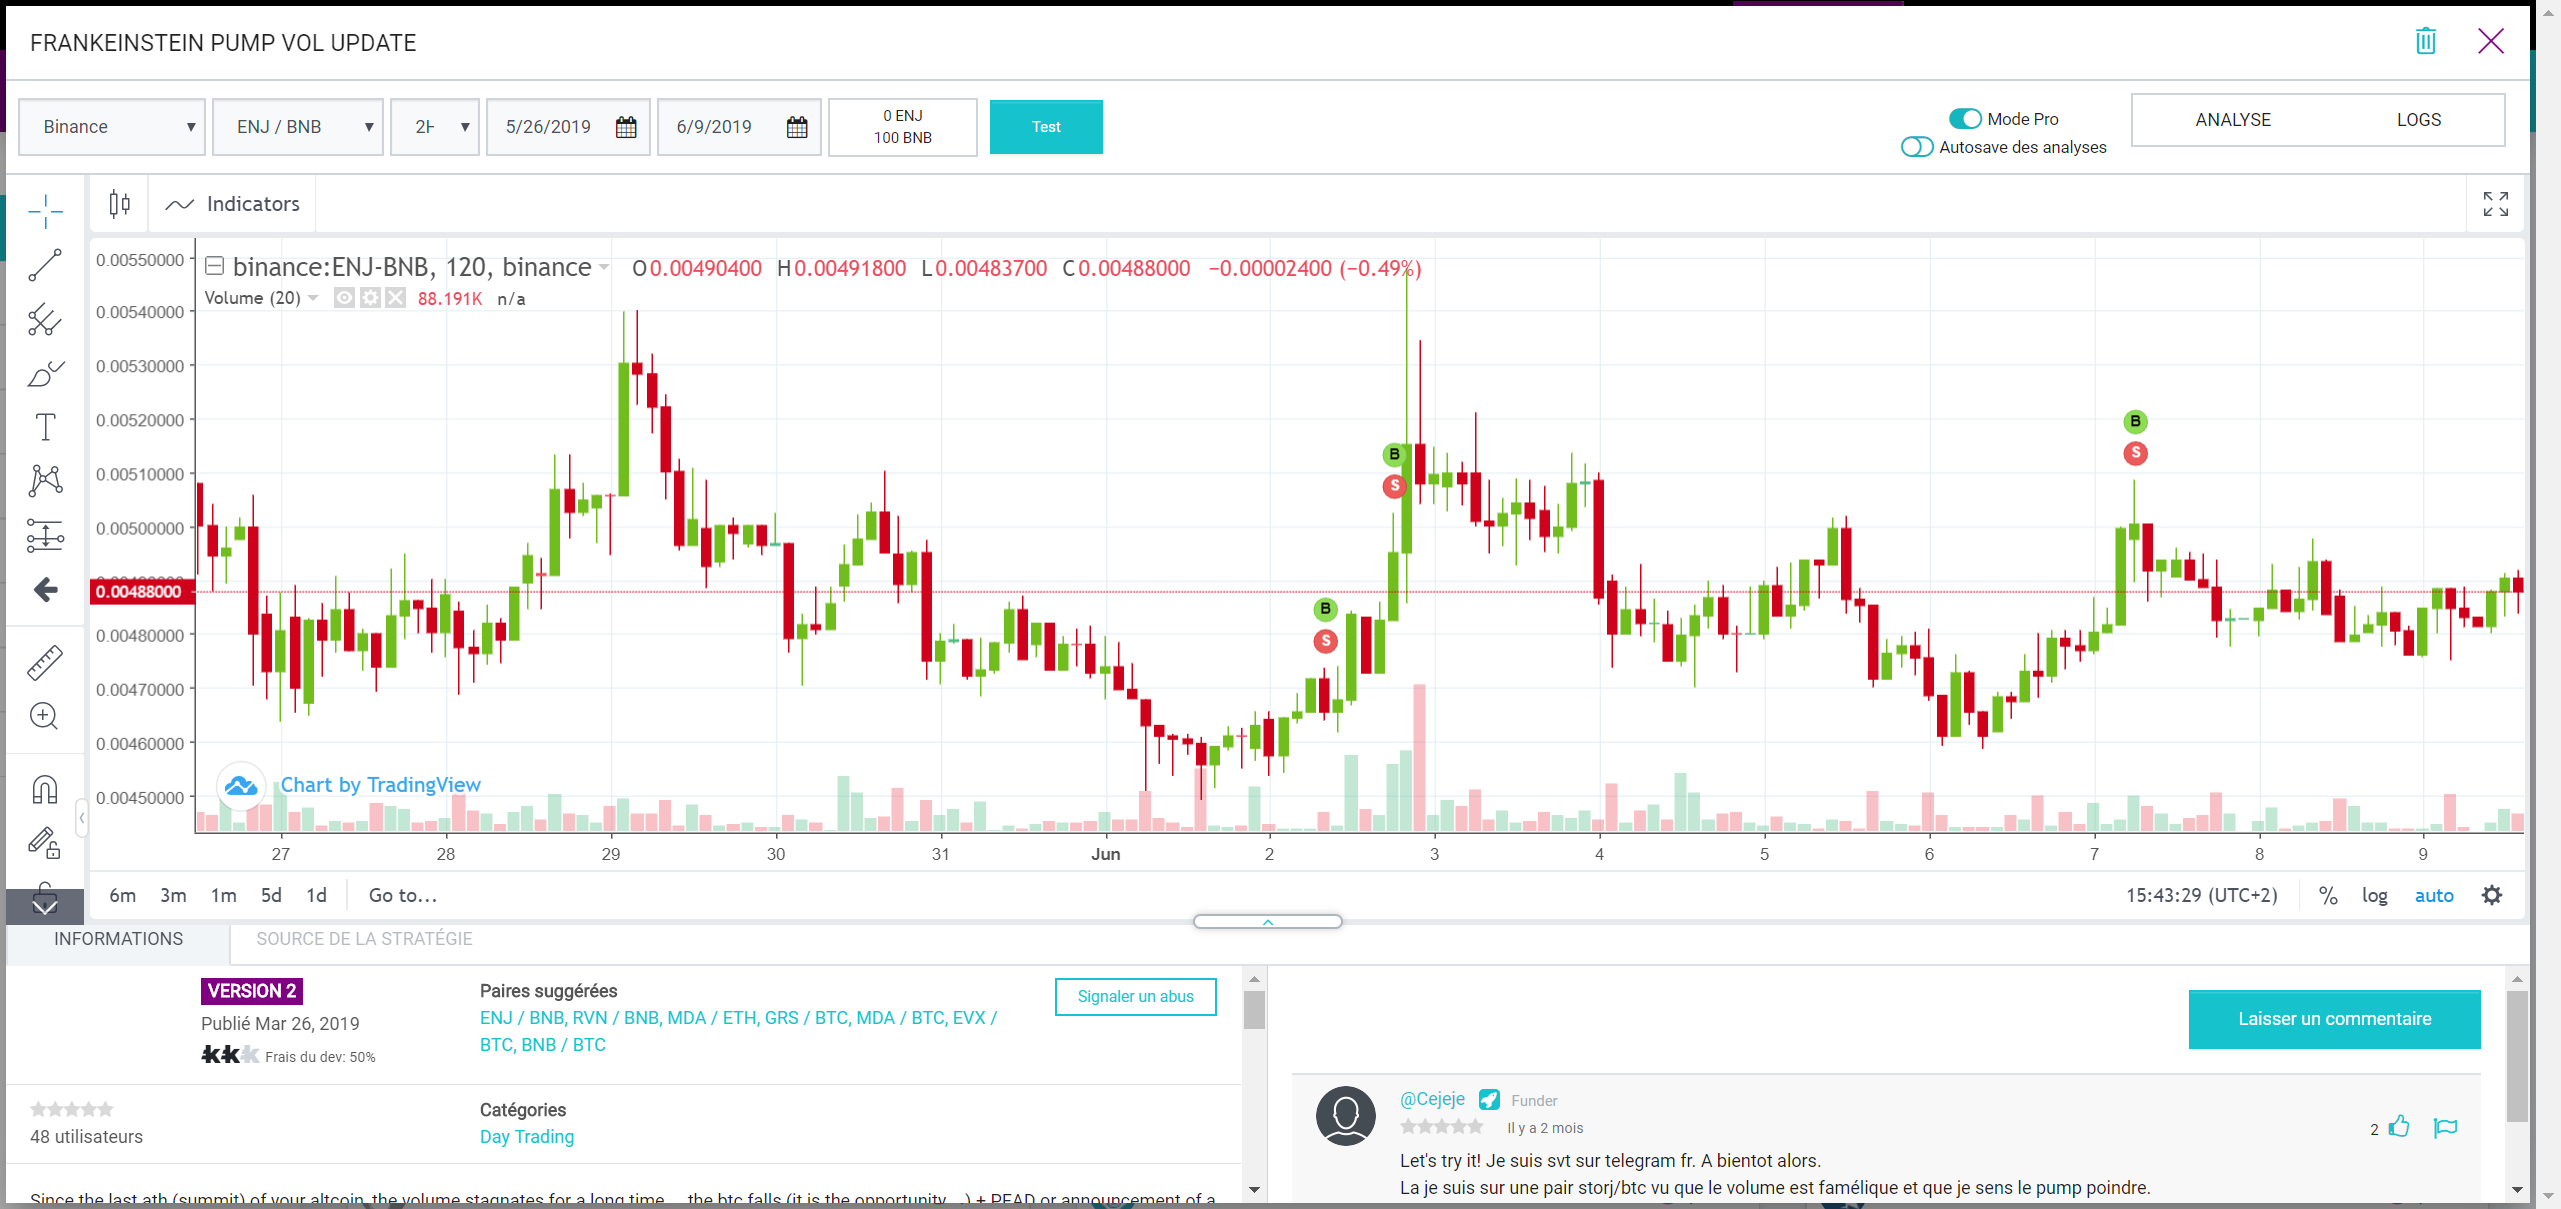 FRANKEINSTEIN PUMP VOL UPDATE
Binance
ENJ / BNB
2H
5/26/2019
6/9/2019
0 ENJ
100 BNB
Test
Mode Pro
Autosave des analyses
ANALYSE
LOGS
Indicators
binance:ENJ-BNB, 120, binance
O0.00490400 H0.00491800 L0.00483700 C0.00488000 −0.00002400 (−0.49%)
Volume (20) 88.191K n/a
0.00550000
0.00540000
0.00530000
0.00520000
0.00510000
0.00500000
0.00488000
0.00480000
0.00470000
0.00460000
0.00450000
B
S
B
S
B
S
Chart by TradingView
27 28 29 30 31 Jun 2 3 4 5 6 7 8 9
6m 3m 1m 5d 1d Go to...
15:43:29 (UTC+2) % log auto
INFORMATIONS
SOURCE DE LA STRATÉGIE
VERSION 2
Publié Mar 26, 2019
Frais du dev: 50%
Paires suggérées
ENJ / BNB, RVN / BNB, MDA / ETH, GRS / BTC, MDA / BTC, EVX /
BTC, BNB / BTC
Signaler un abus
48 utilisateurs
Catégories
Day Trading
Since the last ath (summit) of your altcoin, the volume stagnates for a long time ... the btc falls (it is the opportunity ...) + PEAD or announcement of a
Laisser un commentaire
@Cejeje Funder
Il y a 2 mois
2
Let's try it! Je suis svt sur telegram fr. A bientot alors.
La je suis sur une pair storj/btc vu que le volume est famélique et que je sens le pump poindre.